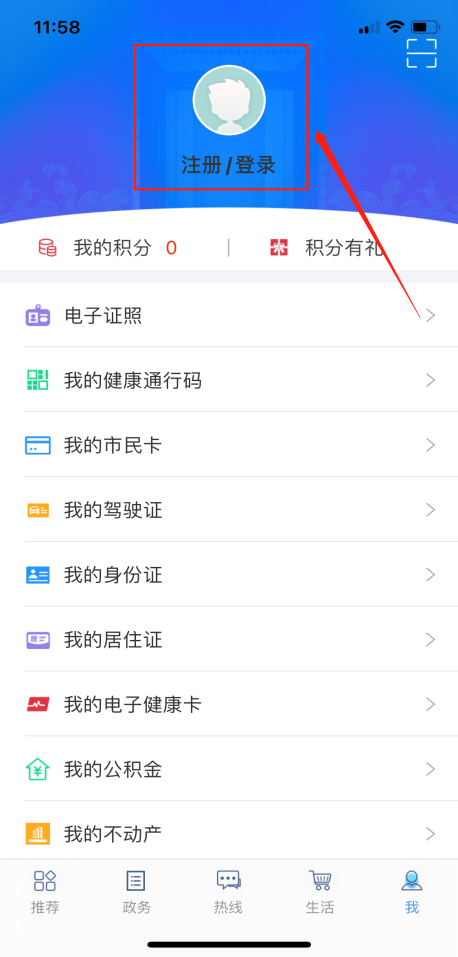 11:58
注册/登录
我的积分 0 积分有礼
电子证照
我的健康通行码
我的市民卡
我的驾驶证
我的身份证
我的居住证
我的电子健康卡
我的公积金
我的不动产
推荐 政务 热线 生活 我